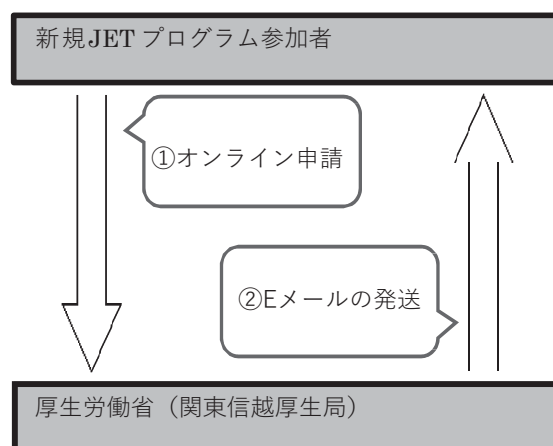 新規JETプログラム参加者
①オンライン申請
②Eメールの発送
厚生労働省（関東信越厚生局）